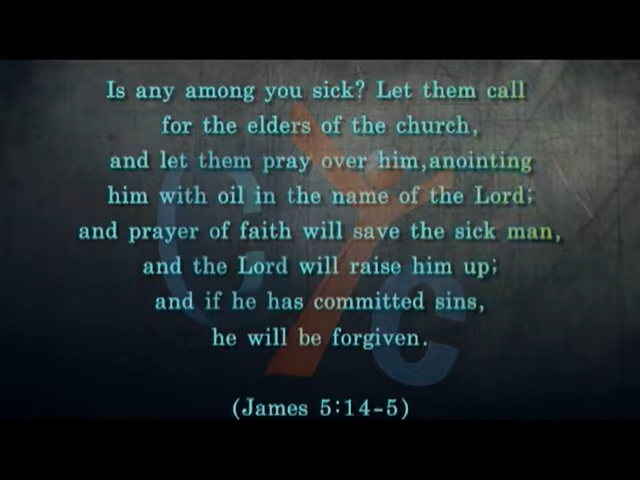 Is any among you sick? Let them call
for the elders of the church,
and let them pray over him,anointing
him with oil in the name of the Lord;
and prayer of faith will save the sick man,
and the Lord will raise him up;
and if he has committed sins,
he will be forgiven.
(James 5:14-5)
CYC